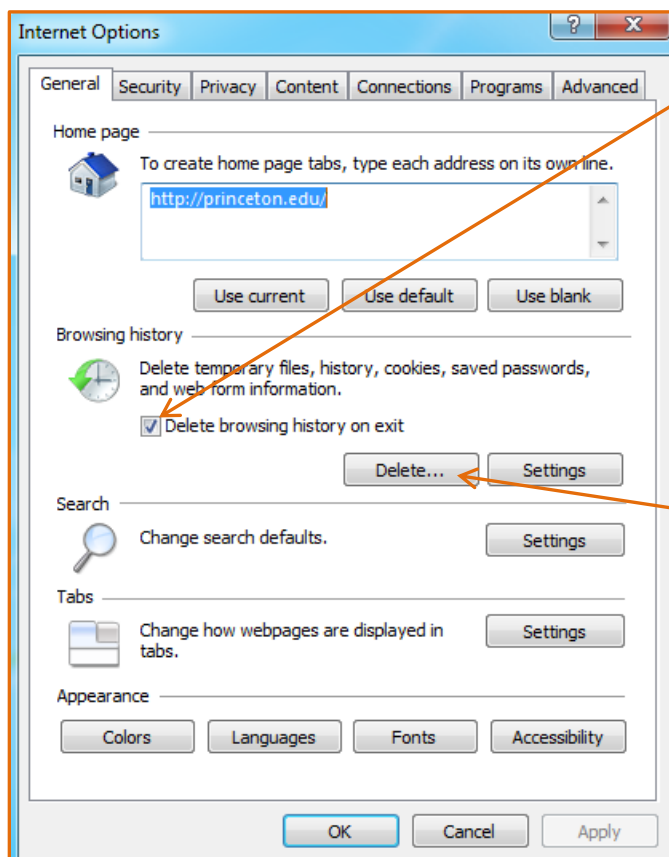 Internet Options
General Security Privacy Content Connections Programs Advanced
Home page
To create home page tabs, type each address on its own line.
http://princeton.edu/
Use current Use default Use blank
Browsing history
Delete temporary files, history, cookies, saved passwords,
and web form information.
Delete browsing history on exit
Delete... Settings
Search
Change search defaults. Settings
Tabs
Change how webpages are displayed in Settings
tabs.
Appearance
Colors Languages Fonts Accessibility
OK Cancel Apply